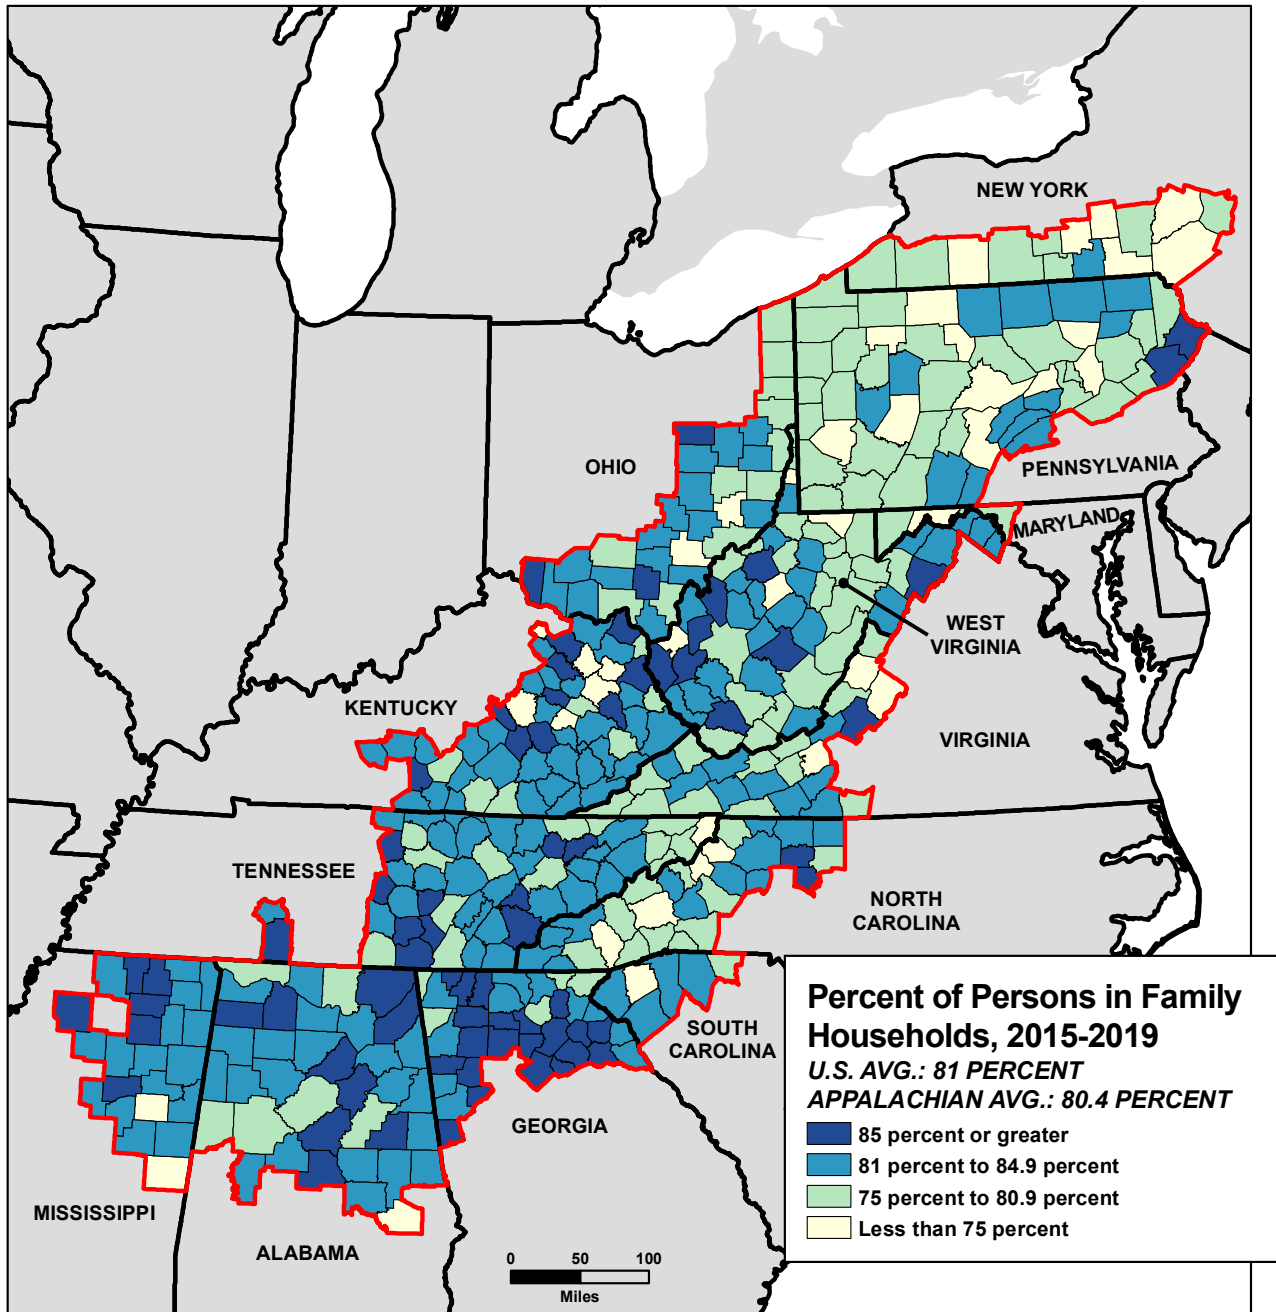 NEW YORK
OHIO
PENNSYLVANIA
MARYLAND
WEST
VIRGINIA
KENTUCKY
VIRGINIA
TENNESSEE
NORTH
CAROLINA
SOUTH
CAROLINA
GEORGIA
MISSISSIPPI
ALABAMA
Percent of Persons in Family
Households, 2015-2019
U.S. AVG.: 81 PERCENT
APPALACHIAN AVG.: 80.4 PERCENT
85 percent or greater
81 percent to 84.9 percent
75 percent to 80.9 percent
Less than 75 percent
0 50 100
Miles